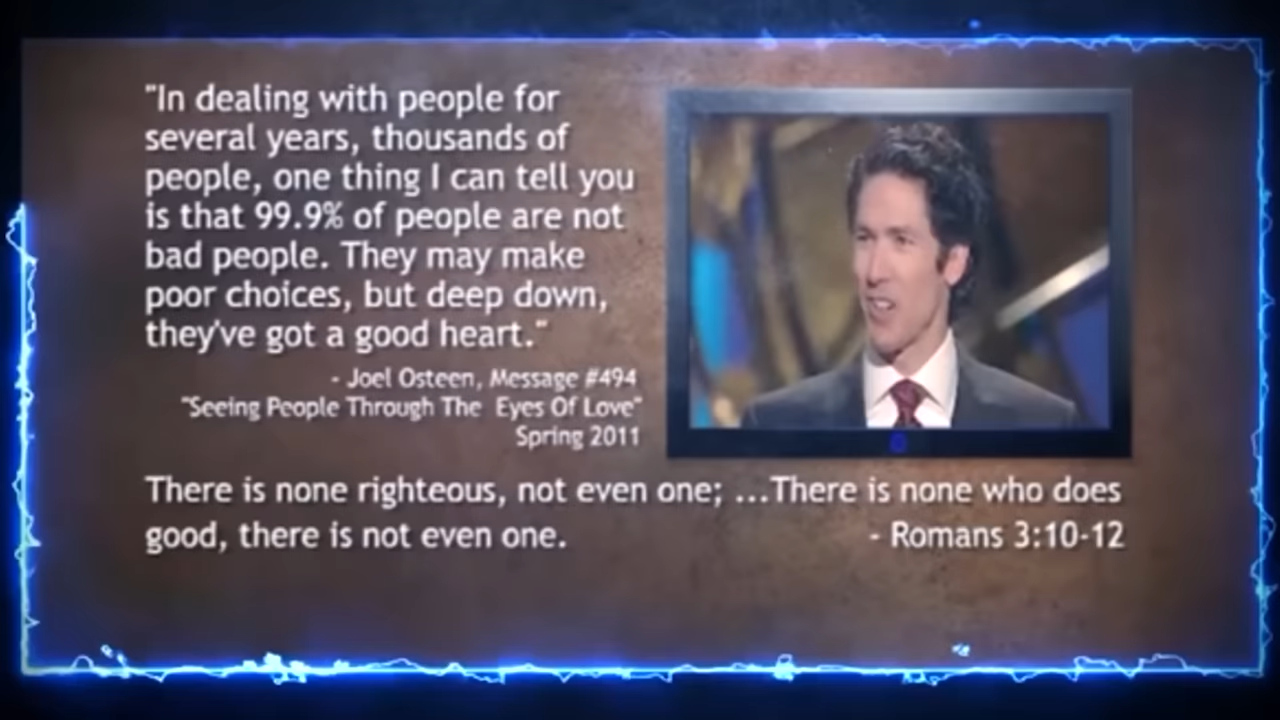 "In dealing with people for
several years, thousands of
people, one thing I can tell you
is that 99.9% of people are not
bad people. They may make
poor choices, but deep down,
they've got a good heart."
- Joel Osteen, Message #494
"Seeing People Through The Eyes Of Love"
Spring 2011
There is none righteous, not even one; ...There is none who does
good, there is not even one. - Romans 3:10-12